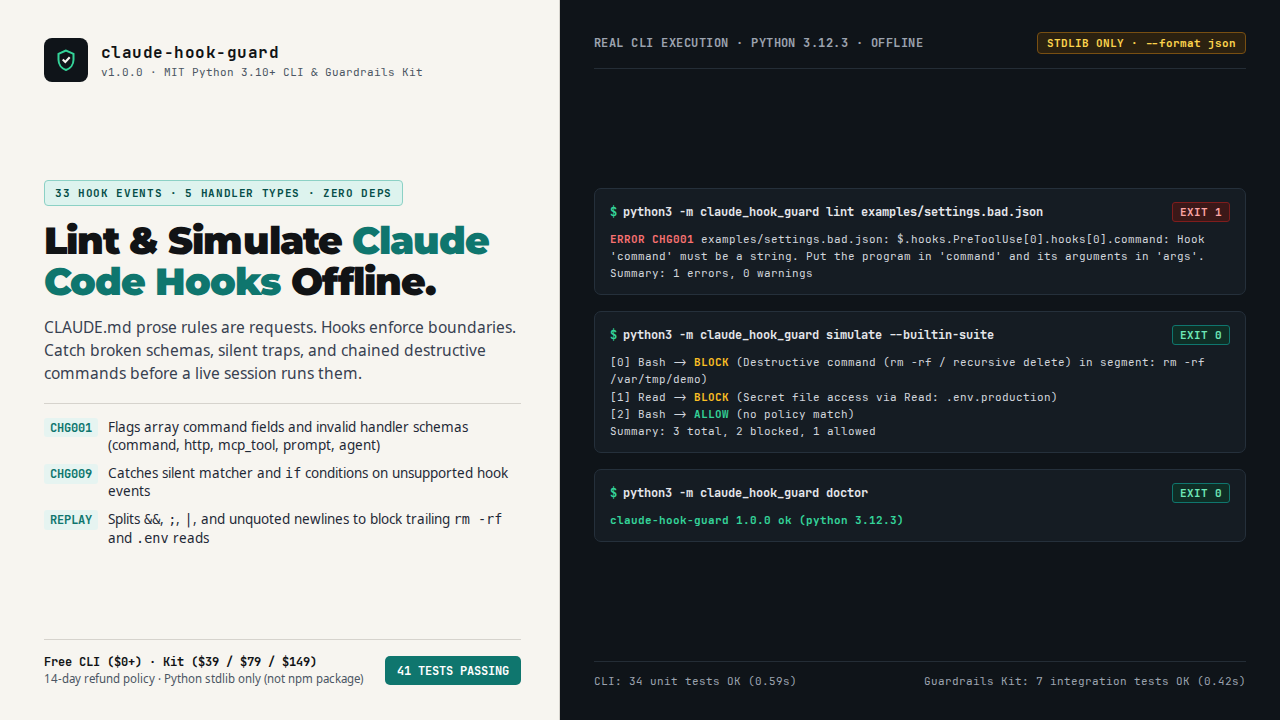 claude-hook-guard
v1.0.0 · MIT Python 3.10+ CLI & Guardrails Kit
33 HOOK EVENTS · 5 HANDLER TYPES · ZERO DEPS
Lint & Simulate Claude
Code Hooks Offline.
CLAUDE.md prose rules are requests. Hooks enforce boundaries.
Catch broken schemas, silent traps, and chained destructive
commands before a live session runs them.
CHG001 Flags array command fields and invalid handler schemas
(command, http, mcp_tool, prompt, agent)
CHG009 Catches silent matcher and if conditions on unsupported hook
events
REPLAY Splits &&, ;, |, and unquoted newlines to block trailing rm -rf
and .env reads
Free CLI ($0+) · Kit ($39 / $79 / $149)
14-day refund policy · Python stdlib only (not npm package)
41 TESTS PASSING
REAL CLI EXECUTION · PYTHON 3.12.3 · OFFLINE
STDLIB ONLY · --format json
$ python3 -m claude_hook_guard lint examples/settings.bad.json
EXIT 1
ERROR CHG001 examples/settings.bad.json: $.hooks.PreToolUse[0].hooks[0].command: Hook
'command' must be a string. Put the program in 'command' and its arguments in 'args'.
Summary: 1 errors, 0 warnings
$ python3 -m claude_hook_guard simulate --builtin-suite
EXIT 0
[0] Bash -> BLOCK (Destructive command (rm -rf / recursive delete) in segment: rm -rf
/var/tmp/demo)
[1] Read -> BLOCK (Secret file access via Read: .env.production)
[2] Bash -> ALLOW (no policy match)
Summary: 3 total, 2 blocked, 1 allowed
$ python3 -m claude_hook_guard doctor
EXIT 0
claude-hook-guard 1.0.0 ok (python 3.12.3)
CLI: 34 unit tests OK (0.59s)
Guardrails Kit: 7 integration tests OK (0.42s)